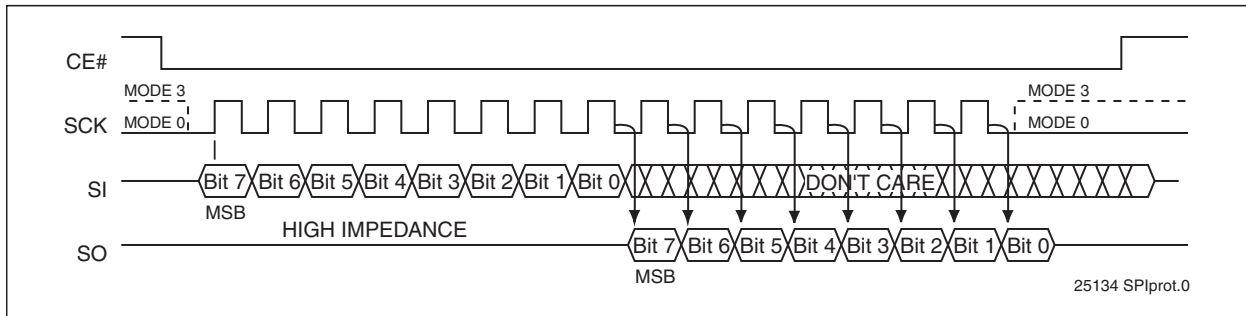 CE#
MODE 3
MODE 3
SCK
MODE 0
MODE 0
SI
Bit 7 Bit 6 Bit 5 Bit 4 Bit 3 Bit 2 Bit 1 Bit 0
DON'T CARE
MSB
HIGH IMPEDANCE
SO
Bit 7 Bit 6 Bit 5 Bit 4 Bit 3 Bit 2 Bit 1 Bit 0
MSB
25134 SPIprot.0